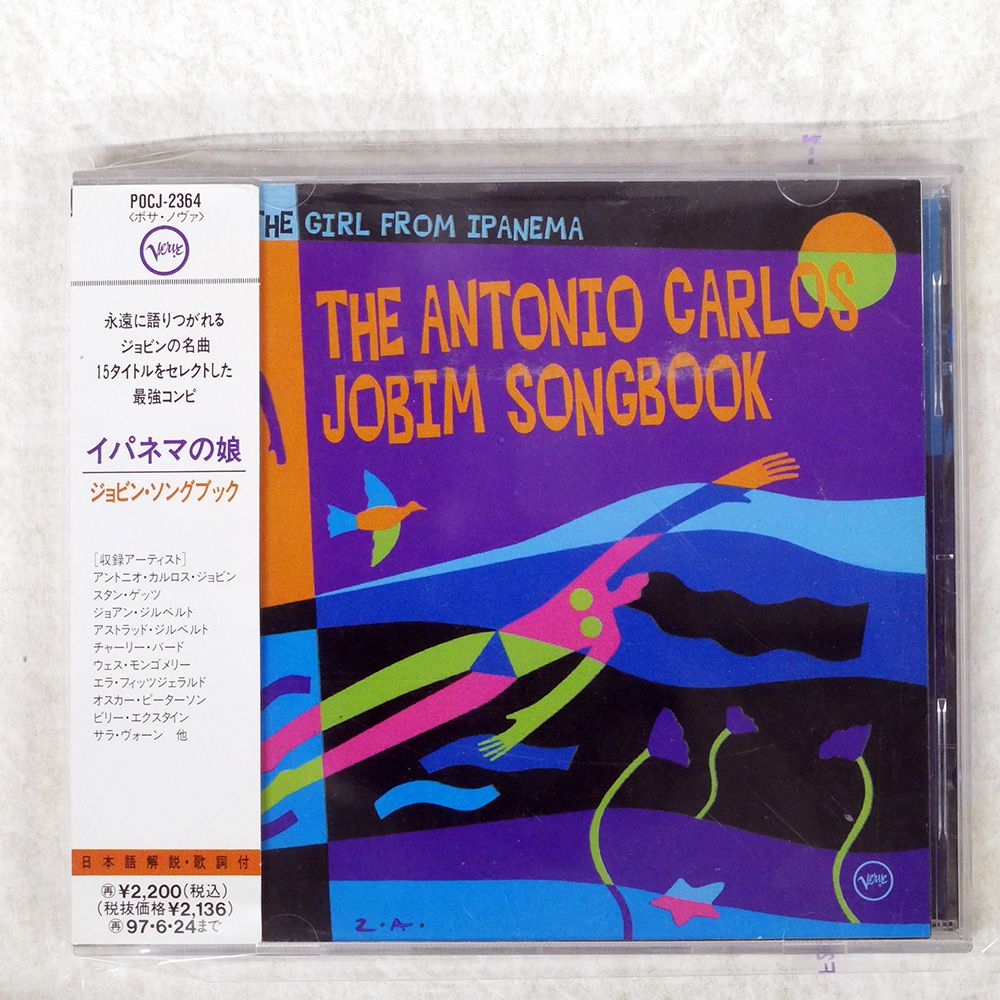 POCJ-2364
〈ボサ・ノヴァ〉
Verve
永遠に語りつがれる
ジョビンの名曲
15タイトルをセレクトした
最強コンピ
イパネマの娘
ジョビン・ソングブック
[収録アーティスト]
アントニオ・カルロス・ジョビン
スタン・ゲッツ
ジョアン・ジルベルト
アストラッド・ジルベルト
チャーリー・バード
ウェス・モンゴメリー
エラ・フィッツジェラルド
オスカー・ピーターソン
ビリー・エクスタイン
サラ・ヴォーン 他
日本語解説・歌詞付
再¥2,200(税込)
(税抜価格¥2,136)
再97・6・24まで
THE GIRL FROM IPANEMA
THE ANTONIO CARLOS
JOBIM SONGBOOK
Verve
Z.A.